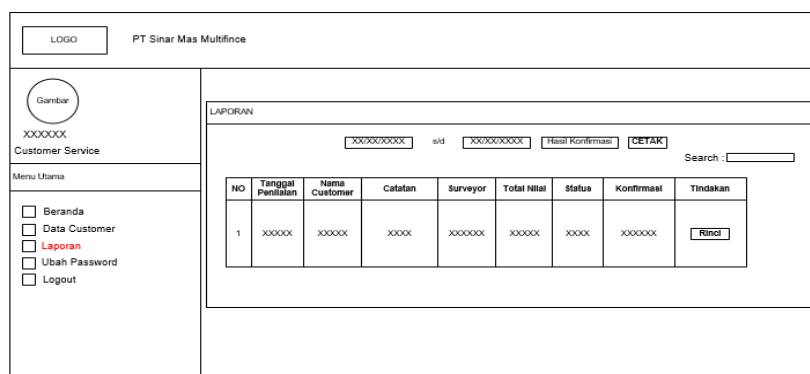 LOGO PT Sinar Mas Multifince
Gambar
XXXXXX
Customer Service
Menu Utama
Beranda
Data Customer
Laporan
Ubah Password
Logout
LAPORAN
XX/XX/XXXX s/d XX/XX/XXXX Hasil Konfirmasi CETAK
Search :
NO Tanggal Penilaian Nama Customer Catatan Surveyor Total Nilai Status Konfirmasi Tindakan
1 XXXXX XXXXX XXXX XXXXXX XXXXX XXXX XXXXXX Rinci